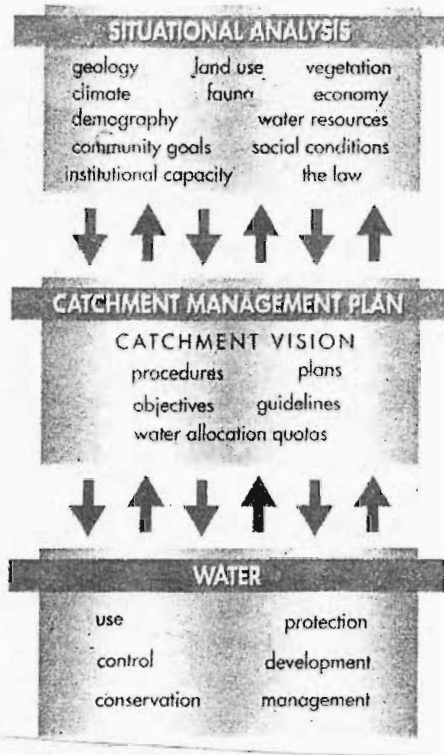 SITUATIONAL ANALYSIS
geology land use vegetation
climate fauna economy
demography water resources
community goals social conditions
institutional capacity the law
CATCHMENT MANAGEMENT PLAN
CATCHMENT VISION
procedures plans
objectives guidelines
water allocation quotas
WATER
use protection
control development
conservation management